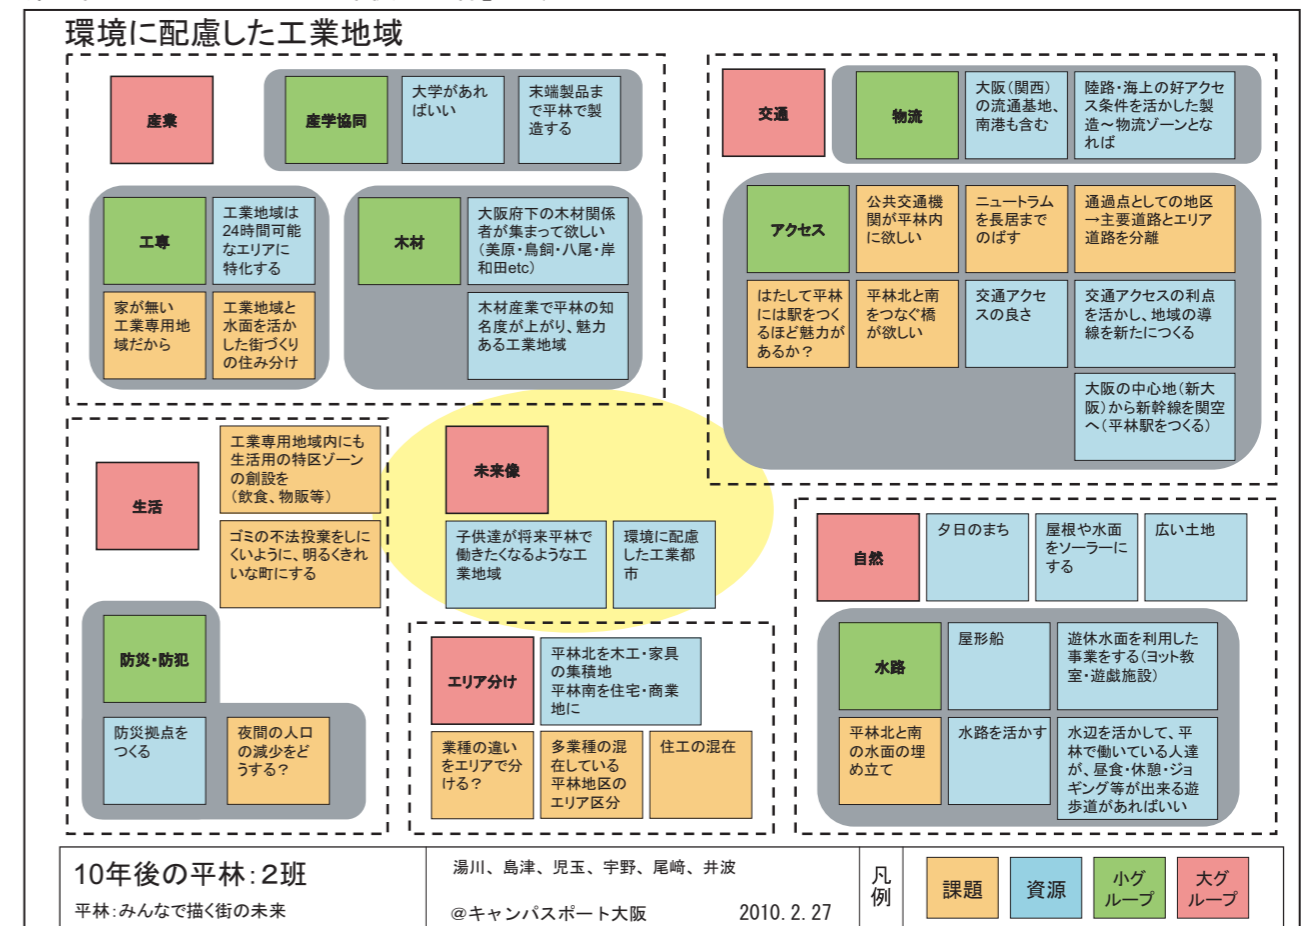 環境に配慮した工業地域
産業
産学協同
大学があれ
ばいい
末端製品ま
で平林で製
造する
工専
工業地域は
24時間可能
なエリアに
特化する
家が無い
工業専用地
域だから
工業地域と
水面を活か
した街づくり
の住み分け
木材
大阪府下の木材関係
者が集まって欲しい
(美原・鳥飼・八尾・岸
和田etc)
木材産業で平林の知
名度が上がり、魅力
ある工業地域
交通
物流
大阪(関西)
の流通基地、
南港も含む
陸路・海上の好アクセ
ス条件を活かした製
造～物流ゾーンとな
れば
アクセス
公共交通機
関が平林内
に欲しい
ニュートラム
を長居まで
のばす
通過点としての地区
→主要道路とエリア
道路を分離
はたして平林
には駅をつく
るほど魅力が
あるか？
平林北と南
をつなぐ橋
が欲しい
交通アクセ
スの良さ
交通アクセスの利点
を活かし、地域の導
線を新たにつくる
大阪の中心地(新大
阪)から新幹線を関空
へ(平林駅をつくる)
生活
工業専用地域内にも
生活用の特区ゾーン
の創設を
(飲食、物販等)
ゴミの不法投棄をしに
くいように、明るくきれ
いな町にする
防災・防犯
防災拠点を
つくる
夜間の人口
の減少をど
うする？
未来像
子供達が将来平林で
働きたくなるような工
業地域
環境に配慮
した工業都
市
エリア分け
平林北を木工・家具
の集積地
平林南を住宅・商業
地に
業種の違い
をエリアで分
ける？
多業種の混
在している
平林地区の
エリア区分
住工の混在
自然
夕日のまち
屋根や水面
をソーラーに
する
広い土地
水路
屋形船
遊休水面を利用した
事業をする(ヨット教
室・遊戯施設)
平林北と南
の水面の埋
め立て
水路を活かす
水辺を活かして、平
林で働いている人達
が、昼食・休憩・ジョ
ギング等が出来る遊
歩道があればいい
10年後の平林：2班
平林：みんなで描く街の未来
湯川、島津、児玉、宇野、尾﨑、井波
@キャンパスポート大阪 2010.2.27
凡例
課題
資源
小グ
ループ
大グ
ループ